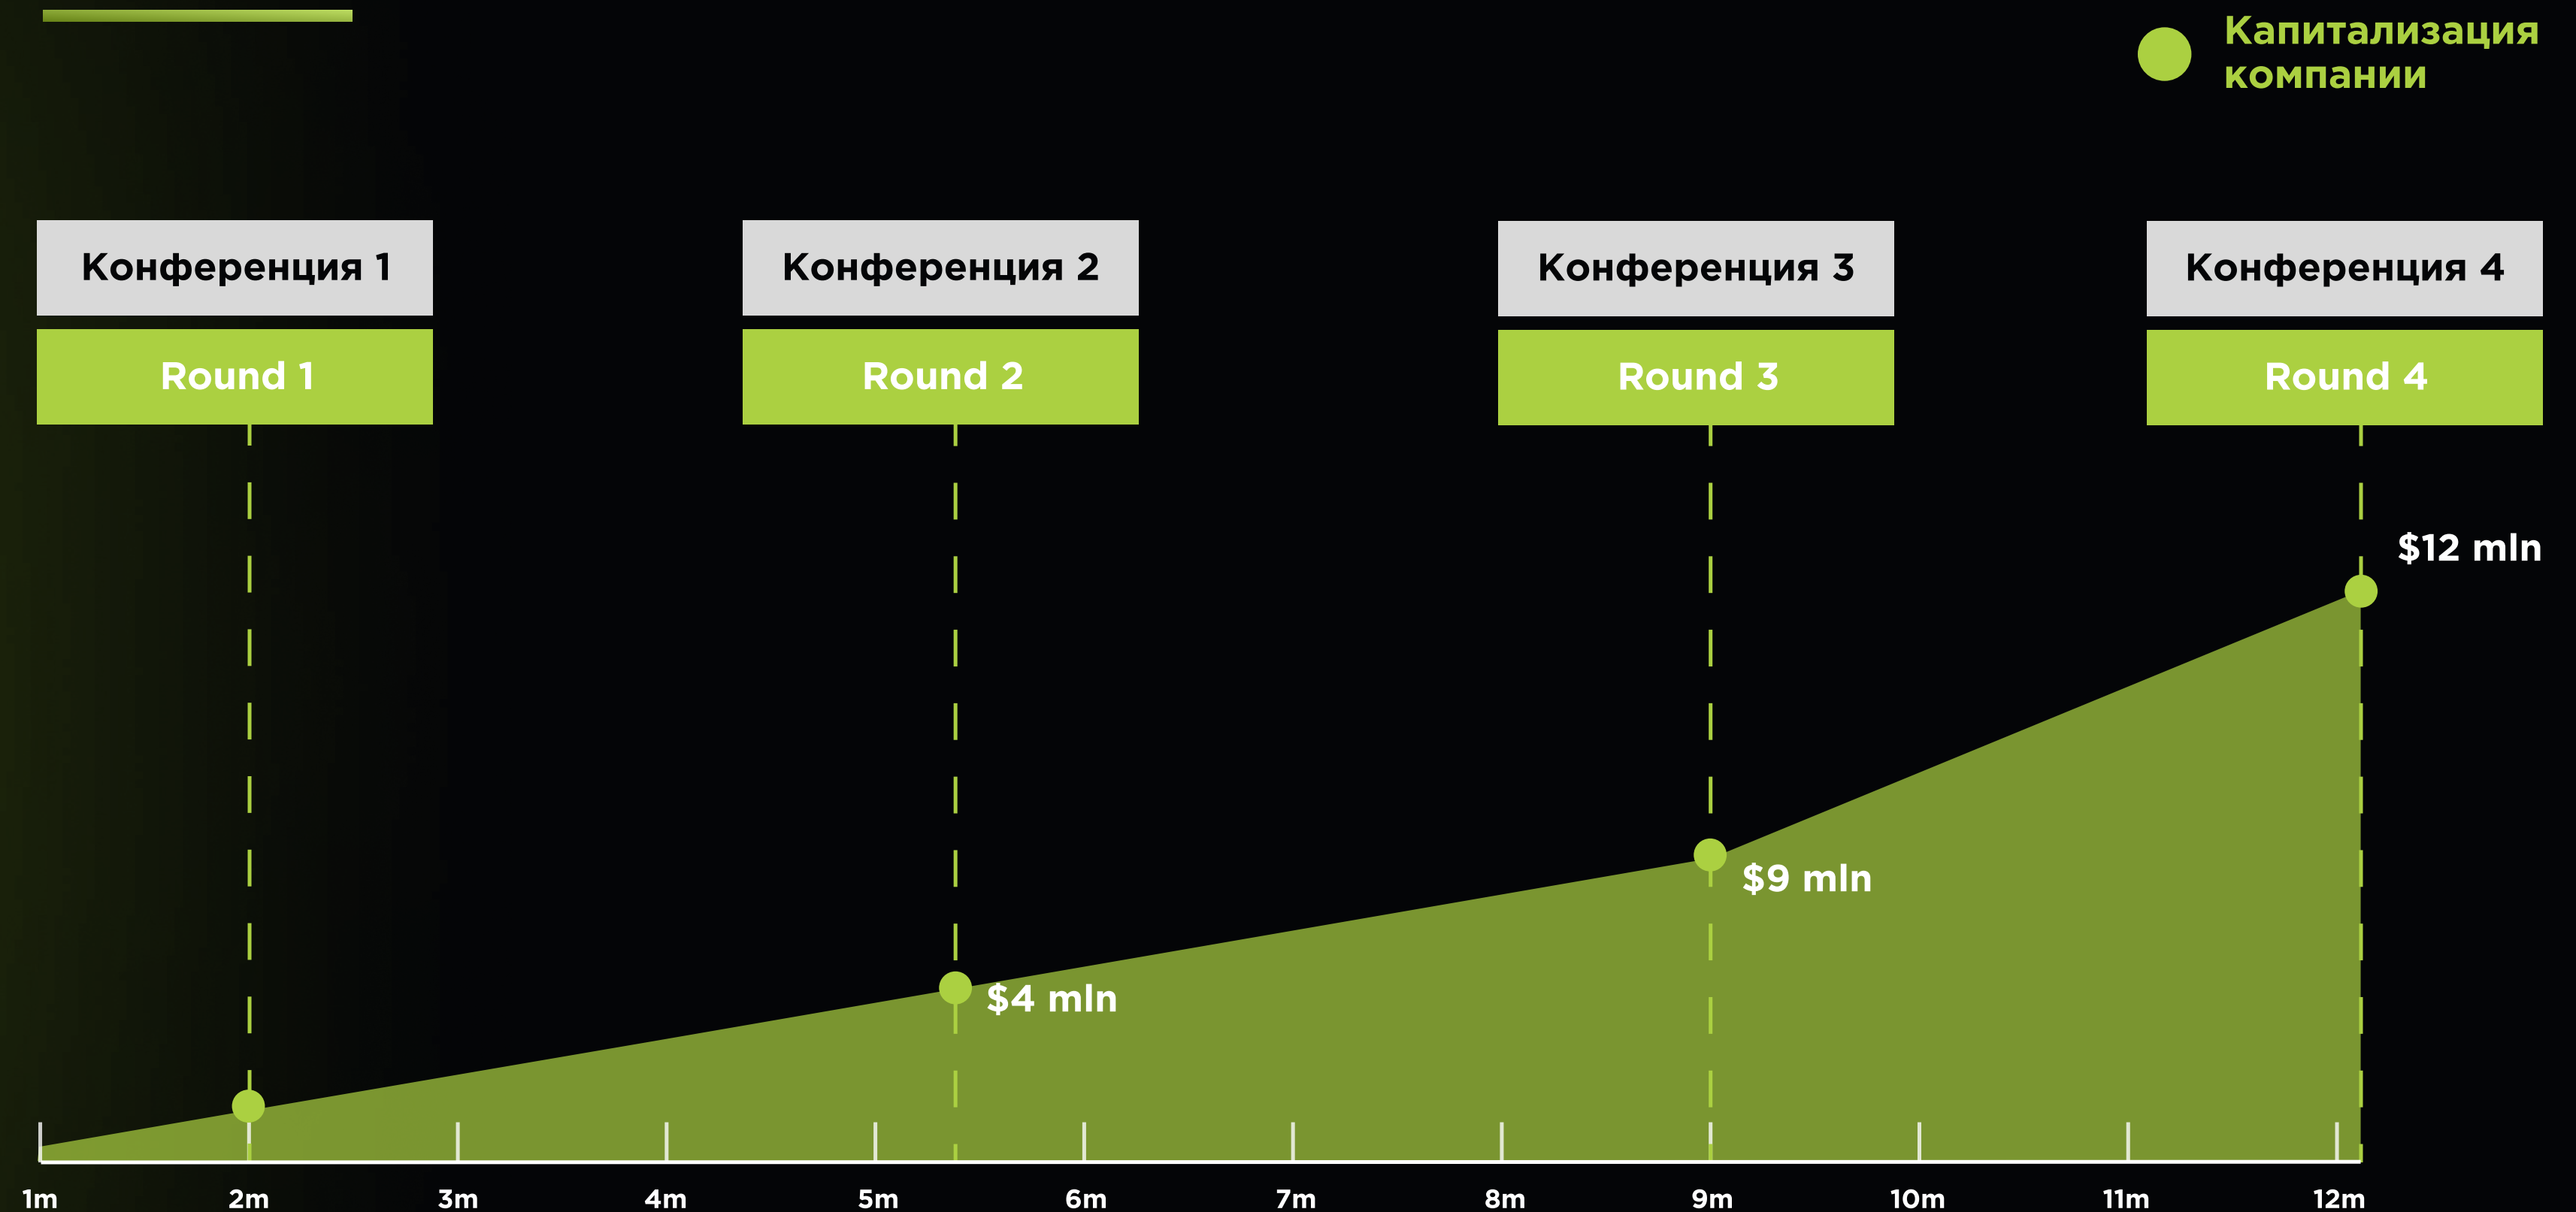 Капитализация
компании
Конференция 1
Конференция 2
Конференция 3
Конференция 4
Round 1
Round 2
Round 3
Round 4
$12 mln
$9 mln
$4 mln
1m
2m
3m
4m
5m
6m
7m
8m
9m
10m
11m
12m